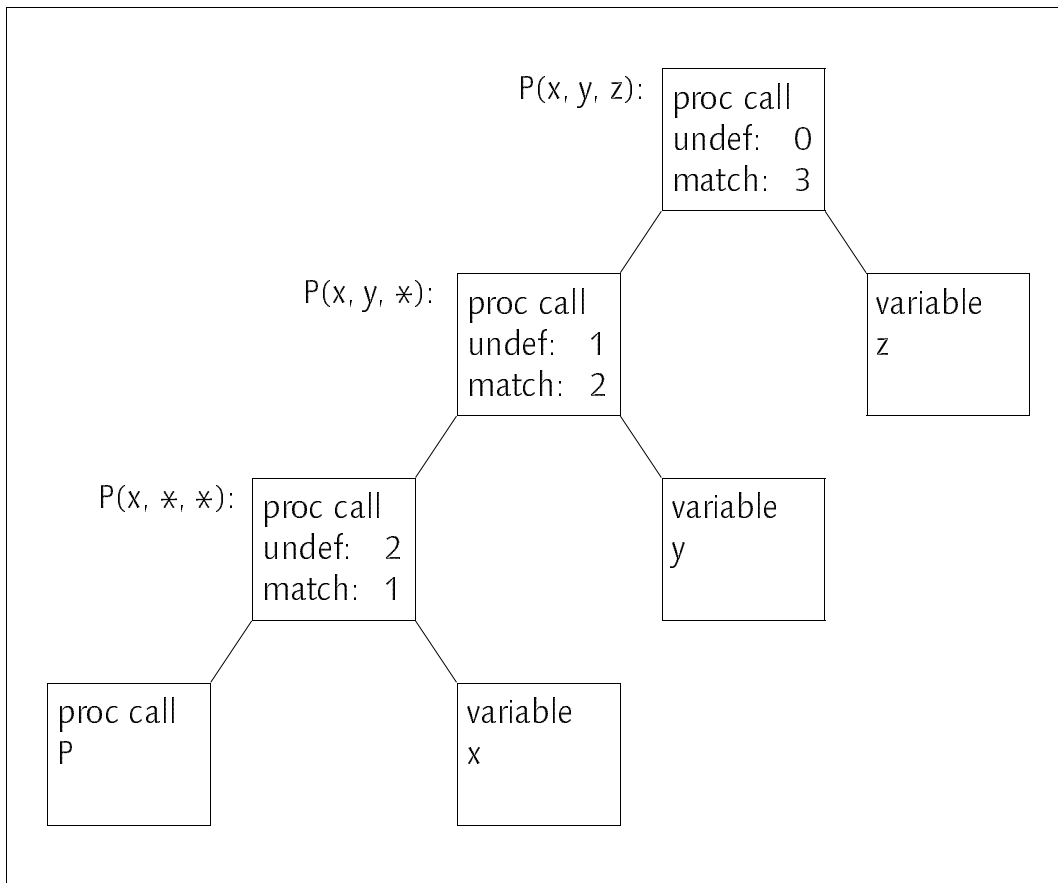 P(x, y, z):
proc call
undef: 0
match: 3
P(x, y, *):
proc call
undef: 1
match: 2
variable
z
P(x, *, *):
proc call
undef: 2
match: 1
variable
y
proc call
P
variable
x